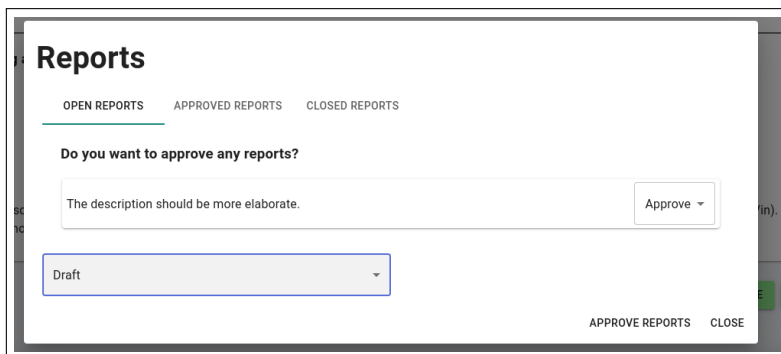 Reports
OPEN REPORTS APPROVED REPORTS CLOSED REPORTS
Do you want to approve any reports?
The description should be more elaborate. Approve
/in).
Draft
E
APPROVE REPORTS CLOSE